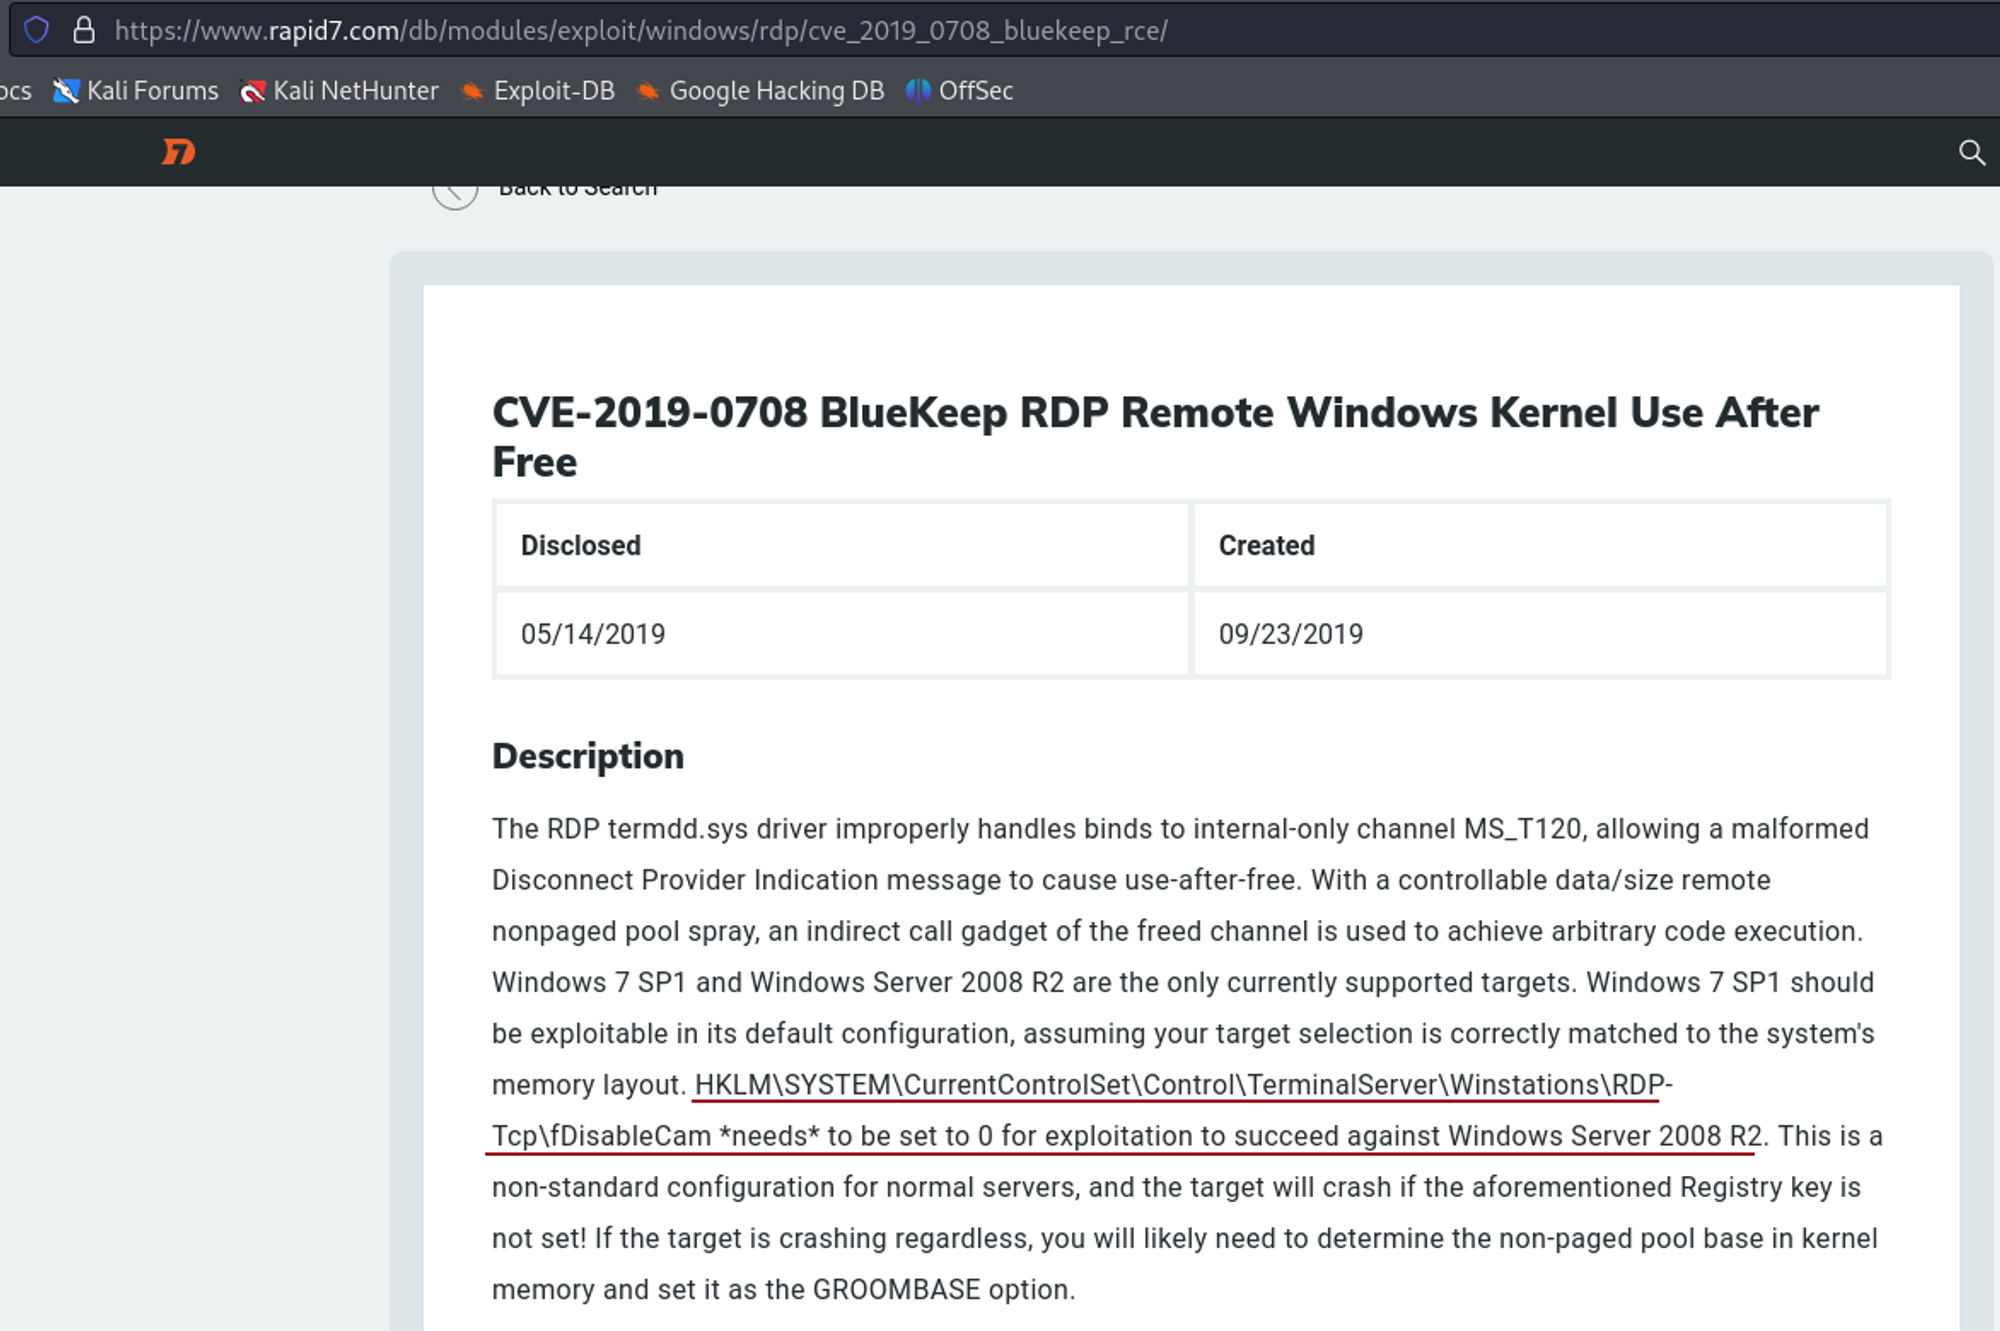 https://www.rapid7.com/db/modules/exploit/windows/rdp/cve_2019_0708_bluekeep_rce/
ocs Kali Forums Kali NetHunter Exploit-DB Google Hacking DB OffSec
Back to Search
CVE-2019-0708 BlueKeep RDP Remote Windows Kernel Use After
Free
Disclosed Created
05/14/2019 09/23/2019
Description
The RDP termdd.sys driver improperly handles binds to internal-only channel MS_T120, allowing a malformed
Disconnect Provider Indication message to cause use-after-free. With a controllable data/size remote
nonpaged pool spray, an indirect call gadget of the freed channel is used to achieve arbitrary code execution.
Windows 7 SP1 and Windows Server 2008 R2 are the only currently supported targets. Windows 7 SP1 should
be exploitable in its default configuration, assuming your target selection is correctly matched to the system's
memory layout. HKLM\SYSTEM\CurrentControlSet\Control\TerminalServer\Winstations\RDP-
Tcp\fDisableCam *needs* to be set to 0 for exploitation to succeed against Windows Server 2008 R2. This is a
non-standard configuration for normal servers, and the target will crash if the aforementioned Registry key is
not set! If the target is crashing regardless, you will likely need to determine the non-paged pool base in kernel
memory and set it as the GROOMBASE option.